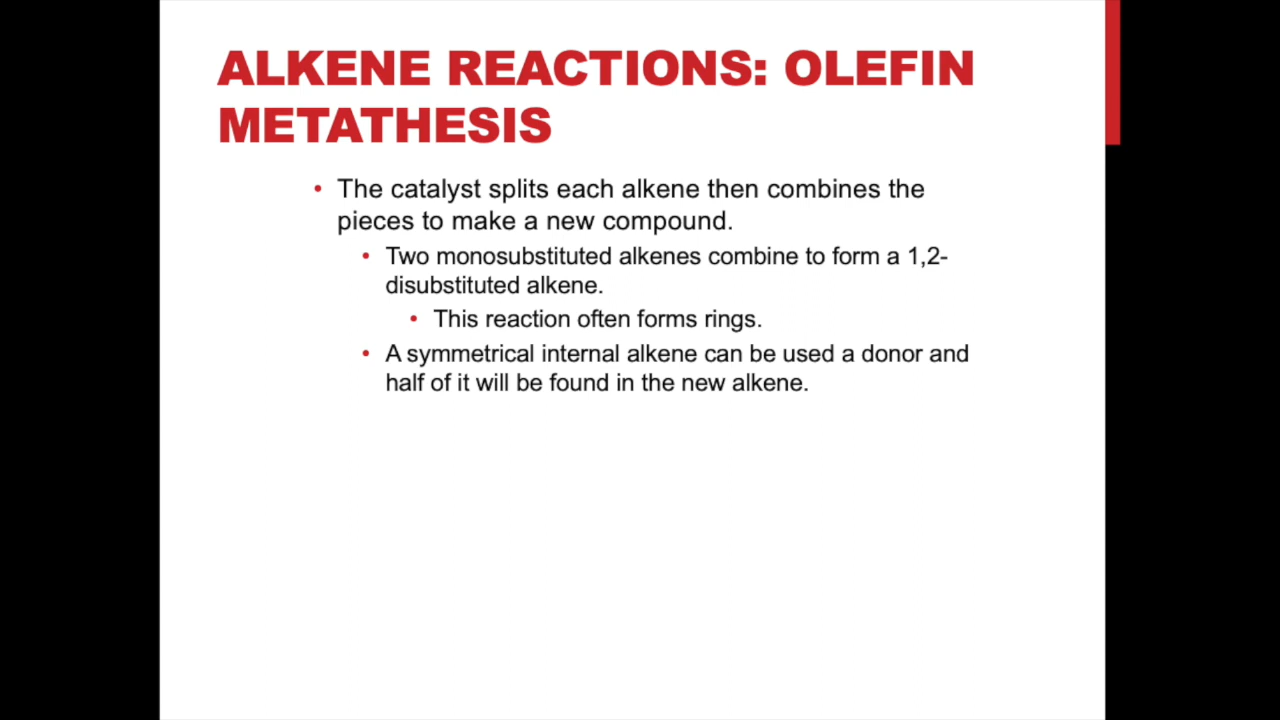 ALKENE REACTIONS: OLEFIN
METATHESIS
• The catalyst splits each alkene then combines the
pieces to make a new compound.
• Two monosubstituted alkenes combine to form a 1,2-
disubstituted alkene.
• This reaction often forms rings.
• A symmetrical internal alkene can be used a donor and
half of it will be found in the new alkene.